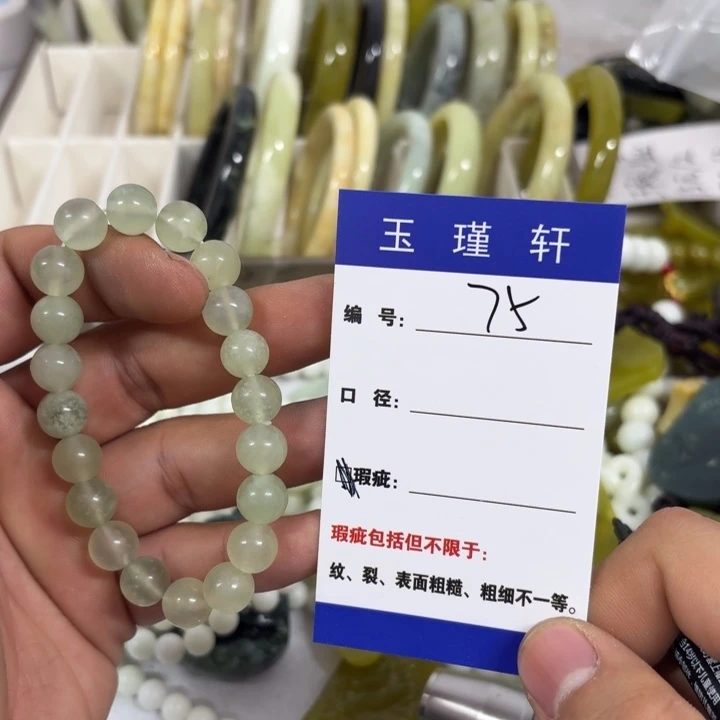 玉瑾轩
编号：75
口径：
瑕疵：
瑕疵包括但不限于：
纹、裂、表面粗糙、粗细不一等。